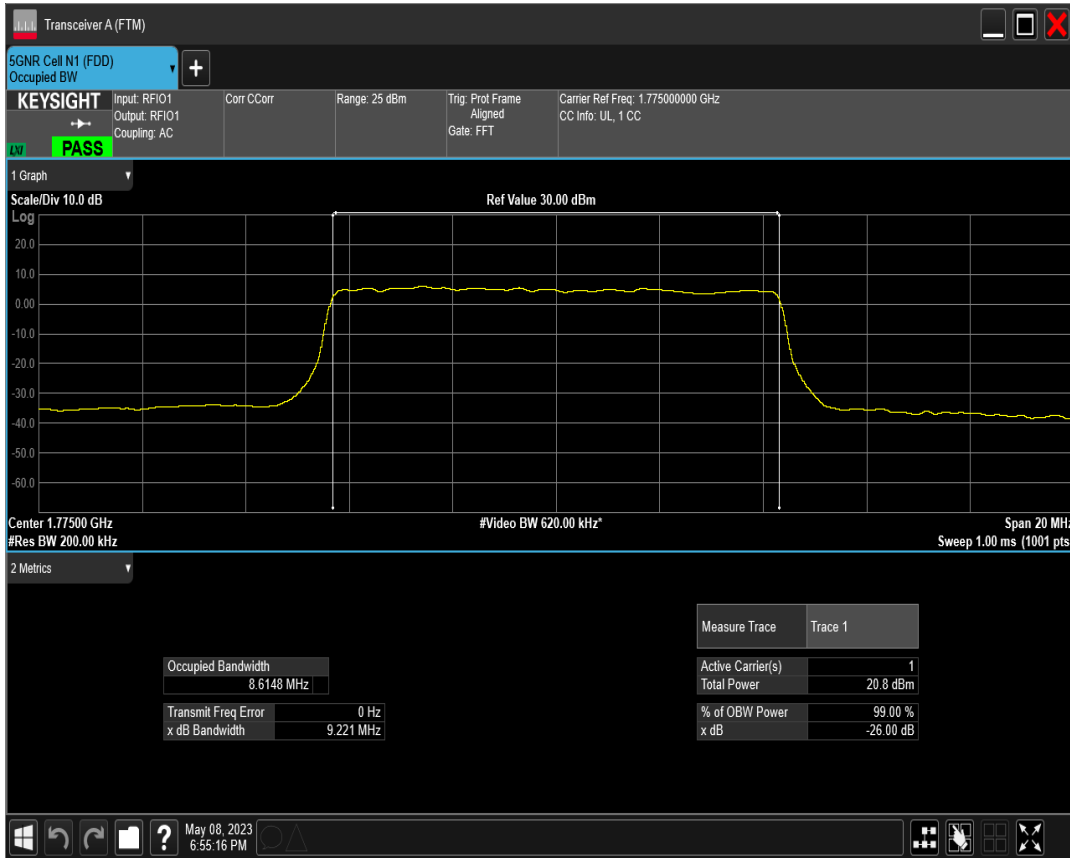 Transceiver A (FTM)
5GNR Cell N1 (FDD)
Occupied BW
+
KEYSIGHT
LXI
PASS
Input: RFIO1
Output: RFIO1
Coupling: AC
Corr CCorr
Range: 25 dBm
Trig: Prot Frame
Aligned
Gate: FFT
Carrier Ref Freq: 1.775000000 GHz
CC Info: UL, 1 CC
1 Graph
Scale/Div 10.0 dB
Ref Value 30.00 dBm
Log
20.0
10.0
0.00
-10.0
-20.0
-30.0
-40.0
-50.0
-60.0
Center 1.77500 GHz
#Video BW 620.00 kHz*
Span 20 MHz
#Res BW 200.00 kHz
Sweep 1.00 ms (1001 pts
2 Metrics
Measure Trace Trace 1
Occupied Bandwidth
8.6148 MHz
Active Carrier(s) 1
Total Power 20.8 dBm
Transmit Freq Error 0 Hz
x dB Bandwidth 9.221 MHz
% of OBW Power 99.00 %
x dB -26.00 dB
?
May 08, 2023
6:55:16 PM